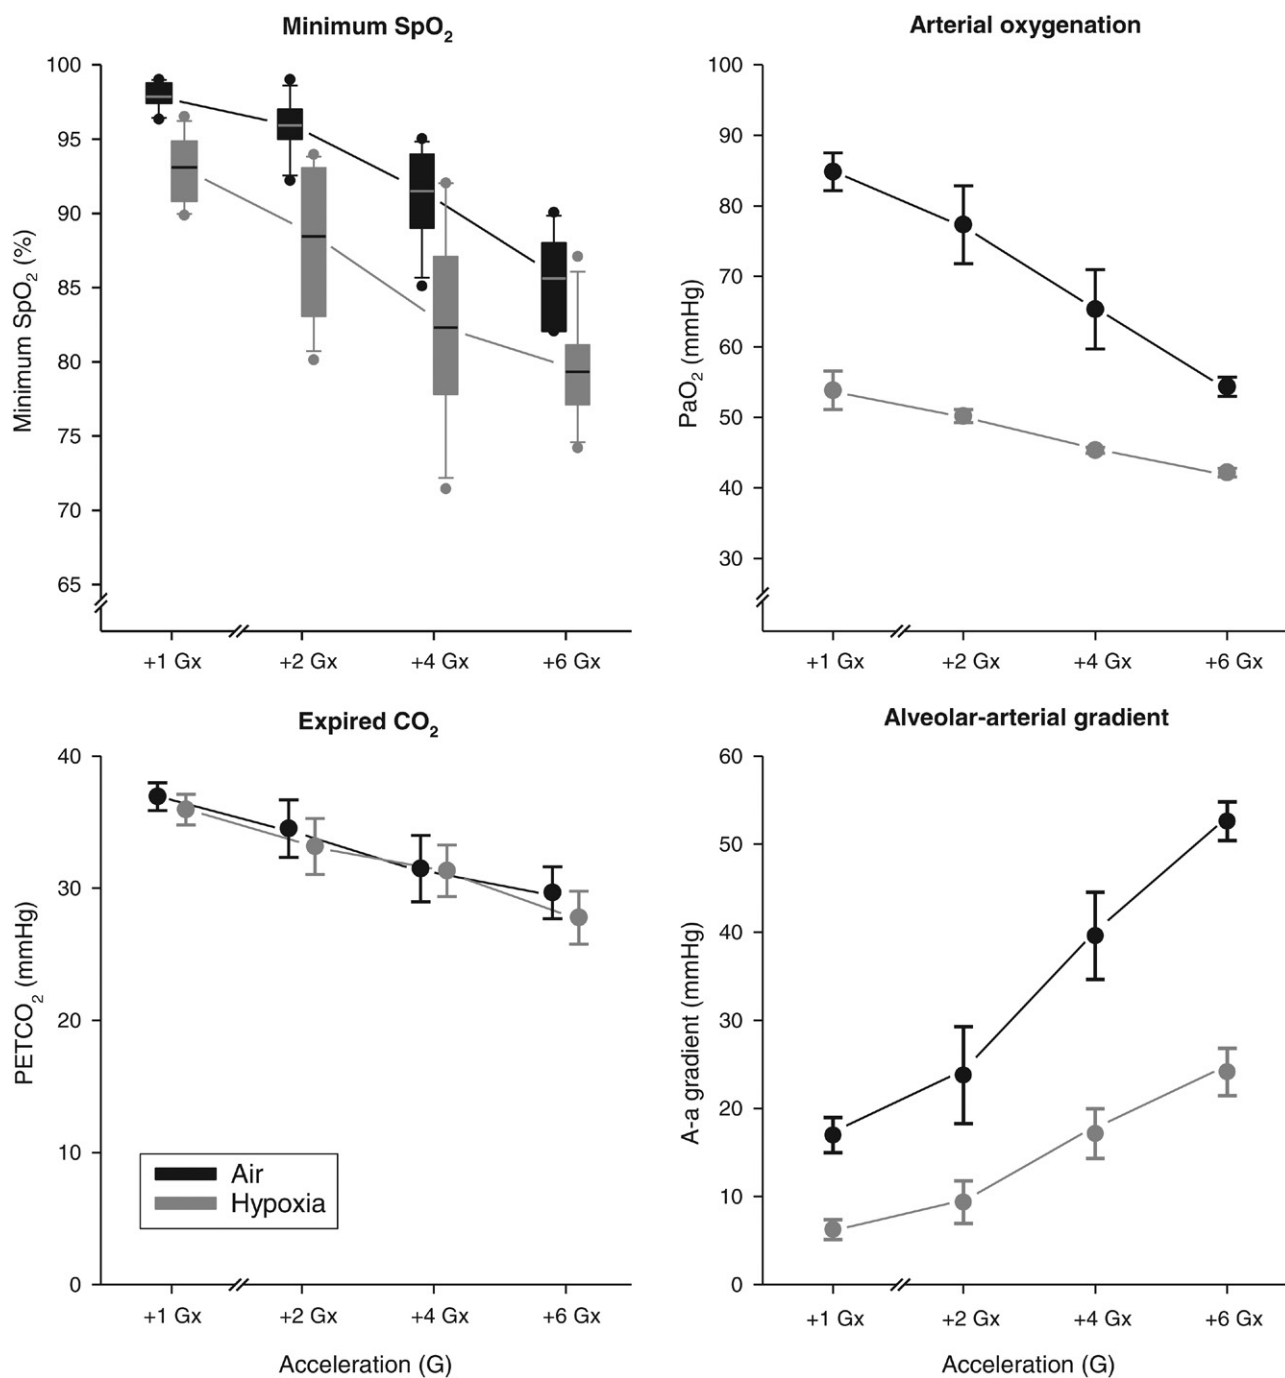 Minimum SpO2
Minimum SpO2 (%)
100
95
90
85
80
75
70
65
+1 Gx +2 Gx +4 Gx +6 Gx
Arterial oxygenation
PaO2 (mmHg)
100
90
80
70
60
50
40
30
+1 Gx +2 Gx +4 Gx +6 Gx
Expired CO2
PETCO2 (mmHg)
40
30
20
10
0
Air
Hypoxia
+1 Gx +2 Gx +4 Gx +6 Gx
Acceleration (G)
Alveolar-arterial gradient
A-a gradient (mmHg)
60
50
40
30
20
10
0
+1 Gx +2 Gx +4 Gx +6 Gx
Acceleration (G)